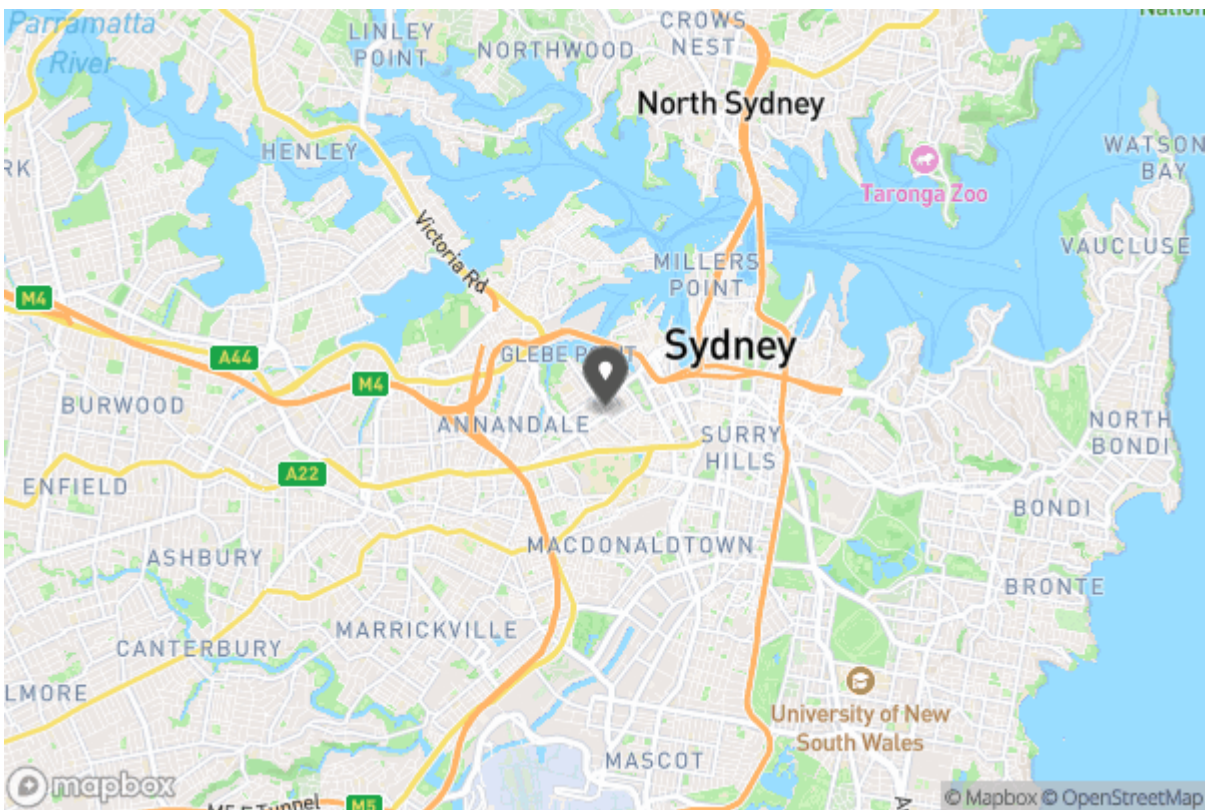 Parramatta
River
LINLEY
POINT
NORTHWOOD
CROWS
NEST
North Sydney
HENLEY
WATSON
BAY
RK
Taronga Zoo
Victoria Rd
VAUCLUSE
MILLERS
POINT
M4
A44
GLEBE POINT
Sydney
M4
BURWOOD
ANNANDALE
SURRY
HILLS
NORTH
BONDI
A22
ENFIELD
BONDI
ASHBURY
MACDONALDTOWN
BRONTE
MARRICKVILLE
CANTERBURY
LMORE
University of New
South Wales
MASCOT
mapbox
M5
© Mapbox © OpenStreetMap